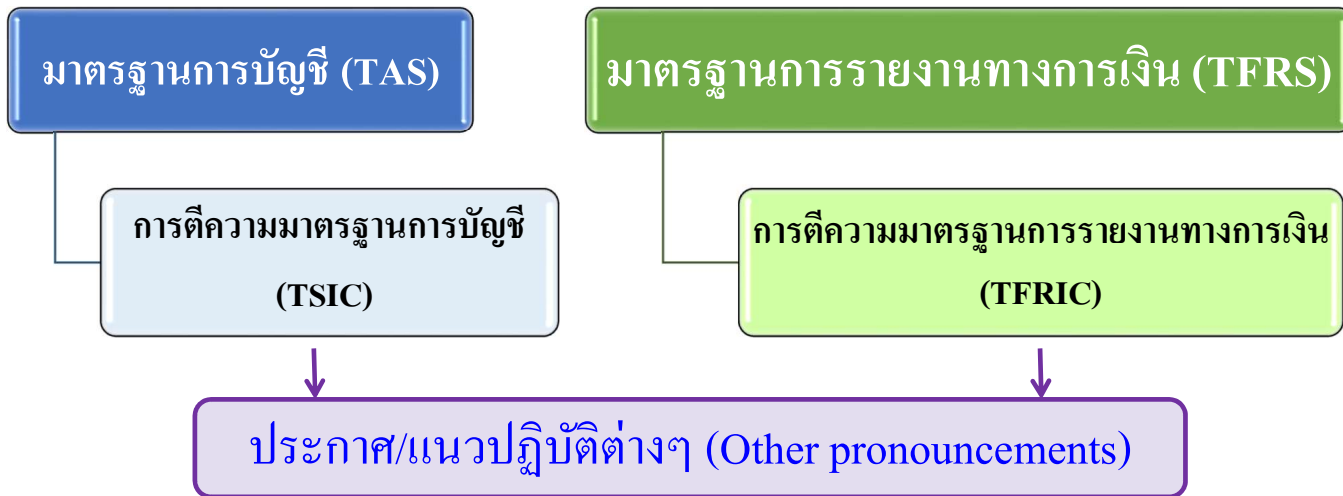 มาตรฐานการบัญชี (TAS)
มาตรฐานการรายงานทางการเงิน (TFRS)
การตีความมาตรฐานการบัญชี
(TSIC)
การตีความมาตรฐานการรายงานทางการเงิน
(TFRIC)
ประกาศ/แนวปฏิบัติต่างๆ (Other pronouncements)